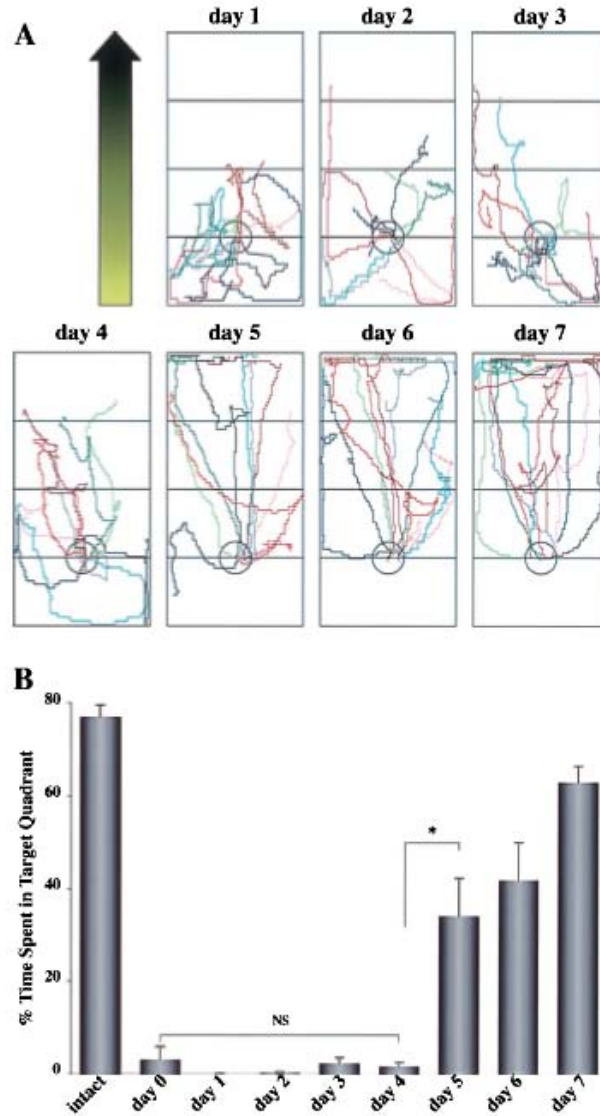 A
day 1 day 2 day 3
day 4 day 5 day 6 day 7
B
% Time Spent in Target Quadrant
80
60
40
20
0
*
NS
intact day 0 day 1 day 2 day 3 day 4 day 5 day 6 day 7